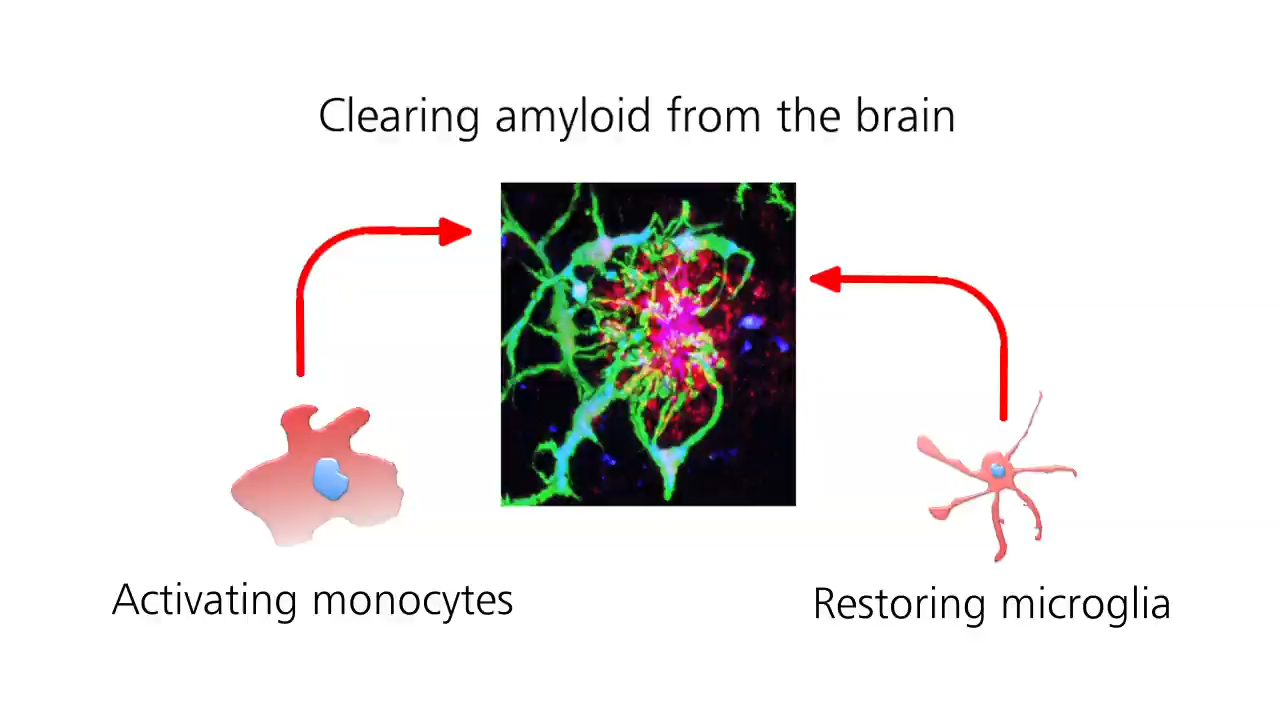 Clearing amyloid from the brain
Activating monocytes
Restoring microglia